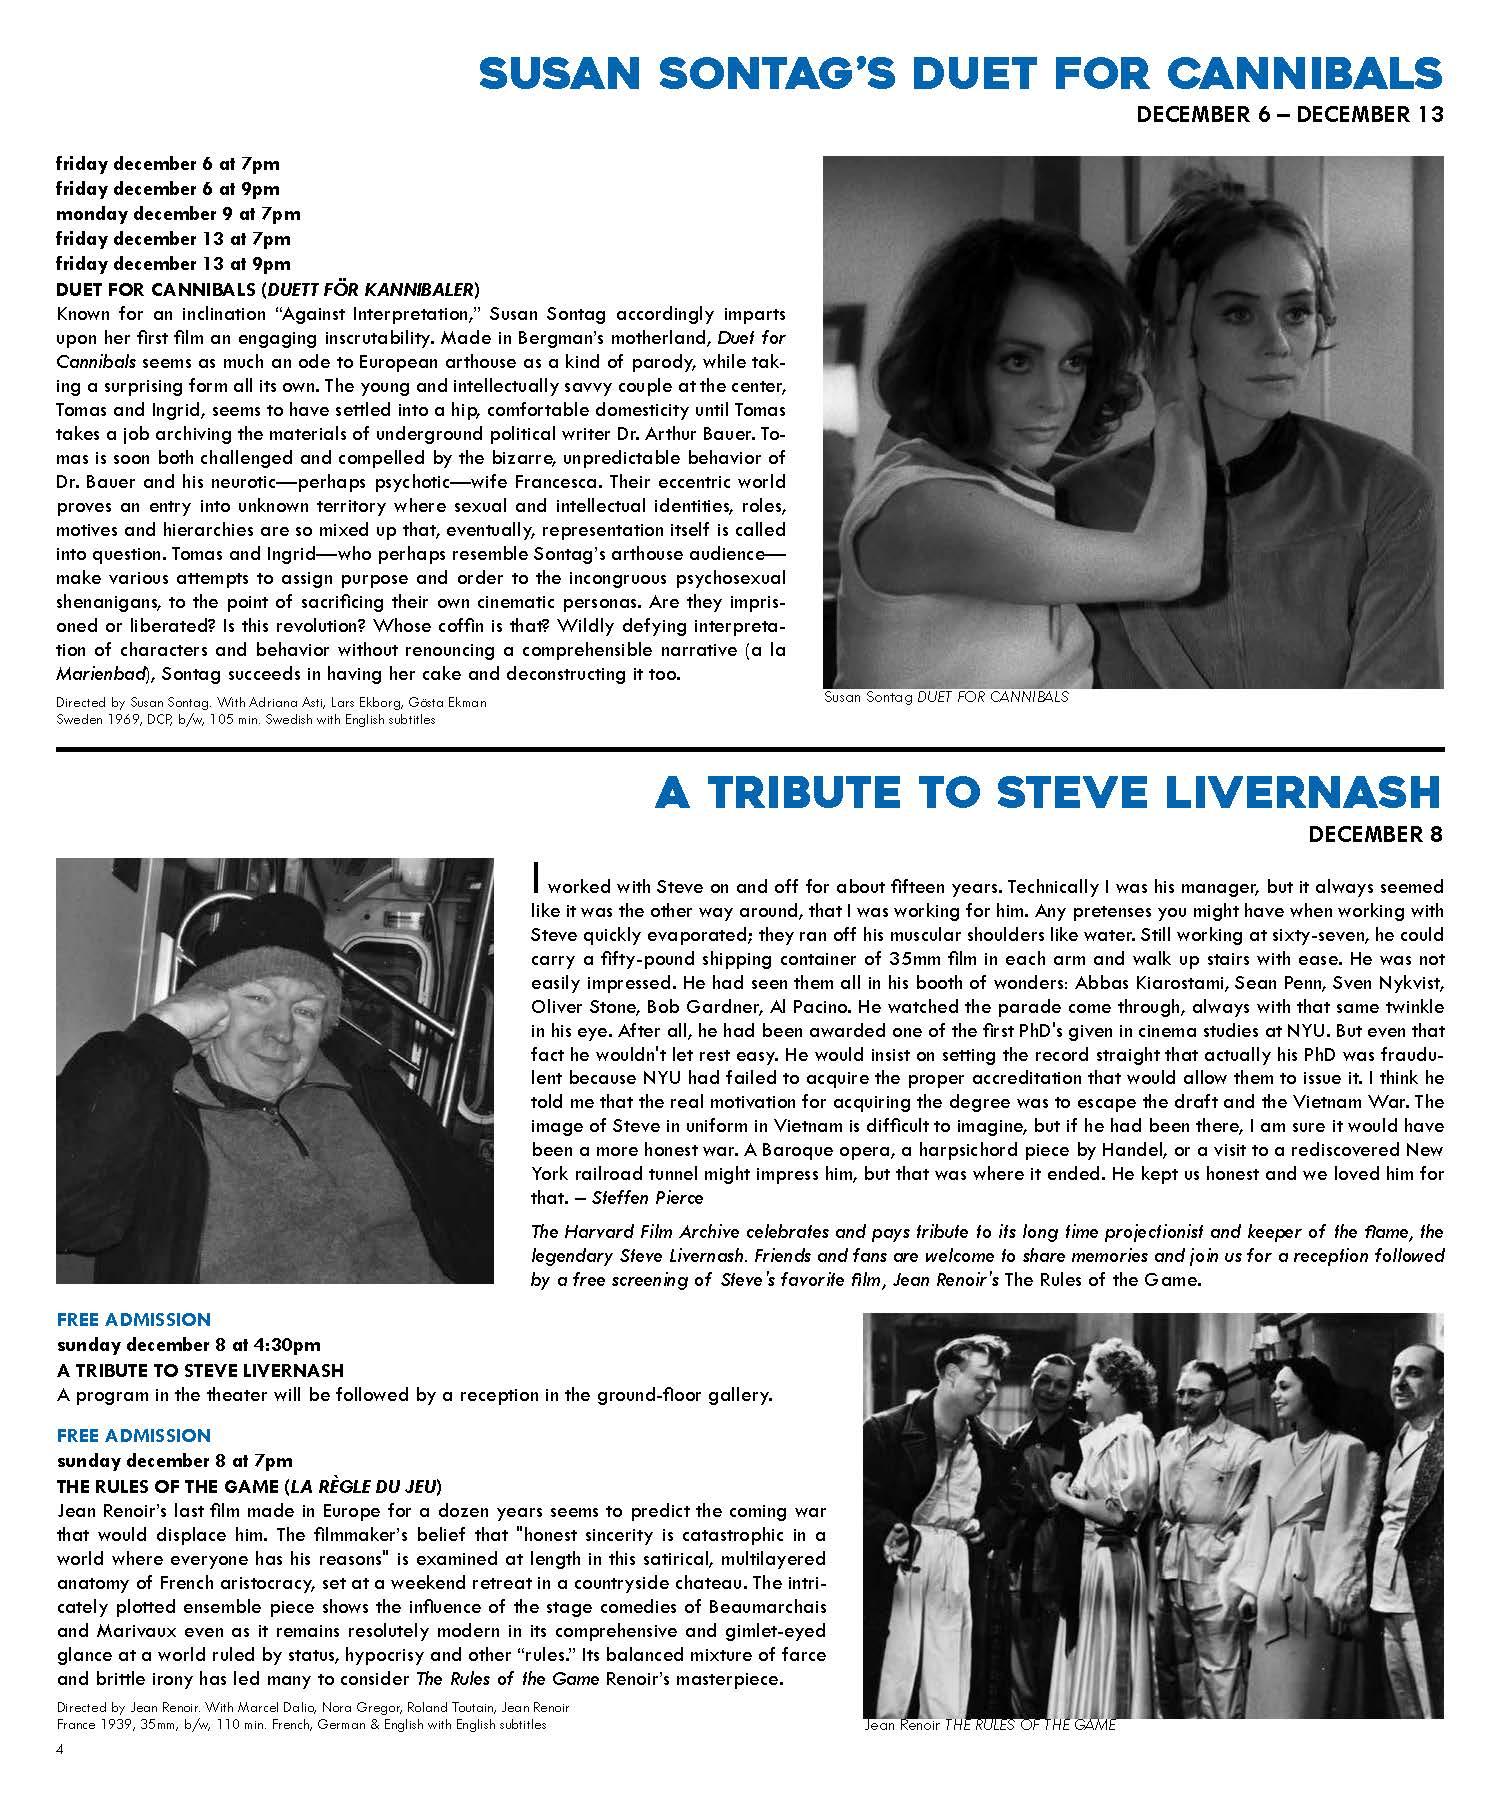 SUSAN SONTAG’S DUET FOR CANNIBALS
DECEMBER 6 – DECEMBER 13
friday december 6 at 7pm
friday december 6 at 9pm
monday december 9 at 7pm
friday december 13 at 7pm
friday december 13 at 9pm
DUET FOR CANNIBALS (DUETT FÖR KANNIBALER)
Known for an inclination “Against Interpretation,” Susan Sontag accordingly imparts
upon her first film an engaging inscrutability. Made in Bergman’s motherland, Duet for
Cannibals seems as much an ode to European arthouse as a kind of parody, while tak-
ing a surprising form all its own. The young and intellectually savvy couple at the center,
Tomas and Ingrid, seems to have settled into a hip, comfortable domesticity until Tomas
takes a job archiving the materials of underground political writer Dr. Arthur Bauer. To-
mas is soon both challenged and compelled by the bizarre, unpredictable behavior of
Dr. Bauer and his neurotic—perhaps psychotic—wife Francesca. Their eccentric world
proves an entry into unknown territory where sexual and intellectual identities, roles,
motives and hierarchies are so mixed up that, eventually, representation itself is called
into question. Tomas and Ingrid—who perhaps resemble Sontag’s arthouse audience—
make various attempts to assign purpose and order to the incongruous psychosexual
shenanigans, to the point of sacrificing their own cinematic personas. Are they impris-
oned or liberated? Is this revolution? Whose coffin is that? Wildly defying interpreta-
tion of characters and behavior without renouncing a comprehensible narrative (a la
Marienbad), Sontag succeeds in having her cake and deconstructing it too.
Directed by Susan Sontag. With Adriana Asti, Lars Ekborg, Gösta Ekman
Sweden 1969, DCP, b/w, 105 min. Swedish with English subtitles
Susan Sontag DUET FOR CANNIBALS
A TRIBUTE TO STEVE LIVERNASH
DECEMBER 8
I worked with Steve on and off for about fifteen years. Technically I was his manager, but it always seemed
like it was the other way around, that I was working for him. Any pretenses you might have when working with
Steve quickly evaporated; they ran off his muscular shoulders like water. Still working at sixty-seven, he could
carry a fifty-pound shipping container of 35mm film in each arm and walk up stairs with ease. He was not
easily impressed. He had seen them all in his booth of wonders: Abbas Kiarostami, Sean Penn, Sven Nykvist,
Oliver Stone, Bob Gardner, Al Pacino. He watched the parade come through, always with that same twinkle
in his eye. After all, he had been awarded one of the first PhD's given in cinema studies at NYU. But even that
fact he wouldn't let rest easy. He would insist on setting the record straight that actually his PhD was fraudu-
lent because NYU had failed to acquire the proper accreditation that would allow them to issue it. I think he
told me that the real motivation for acquiring the degree was to escape the draft and the Vietnam War. The
image of Steve in uniform in Vietnam is difficult to imagine, but if he had been there, I am sure it would have
been a more honest war. A Baroque opera, a harpsichord piece by Handel, or a visit to a rediscovered New
York railroad tunnel might impress him, but that was where it ended. He kept us honest and we loved him for
that. – Steffen Pierce
The Harvard Film Archive celebrates and pays tribute to its long time projectionist and keeper of the flame, the
legendary Steve Livernash. Friends and fans are welcome to share memories and join us for a reception followed
by a free screening of Steve's favorite film, Jean Renoir's The Rules of the Game.
FREE ADMISSION
sunday december 8 at 4:30pm
A TRIBUTE TO STEVE LIVERNASH
A program in the theater will be followed by a reception in the ground-floor gallery.
FREE ADMISSION
sunday december 8 at 7pm
THE RULES OF THE GAME (LA RÈGLE DU JEU)
Jean Renoir’s last film made in Europe for a dozen years seems to predict the coming war
that would displace him. The filmmaker’s belief that "honest sincerity is catastrophic in a
world where everyone has his reasons" is examined at length in this satirical, multilayered
anatomy of French aristocracy, set at a weekend retreat in a countryside chateau. The intri-
cately plotted ensemble piece shows the influence of the stage comedies of Beaumarchais
and Marivaux even as it remains resolutely modern in its comprehensive and gimlet-eyed
glance at a world ruled by status, hypocrisy and other “rules.” Its balanced mixture of farce
and brittle irony has led many to consider The Rules of the Game Renoir’s masterpiece.
Directed by Jean Renoir. With Marcel Dalio, Nora Gregor, Roland Toutain, Jean Renoir
France 1939, 35mm, b/w, 110 min. French, German & English with English subtitles
Jean Renoir THE RULES OF THE GAME
4